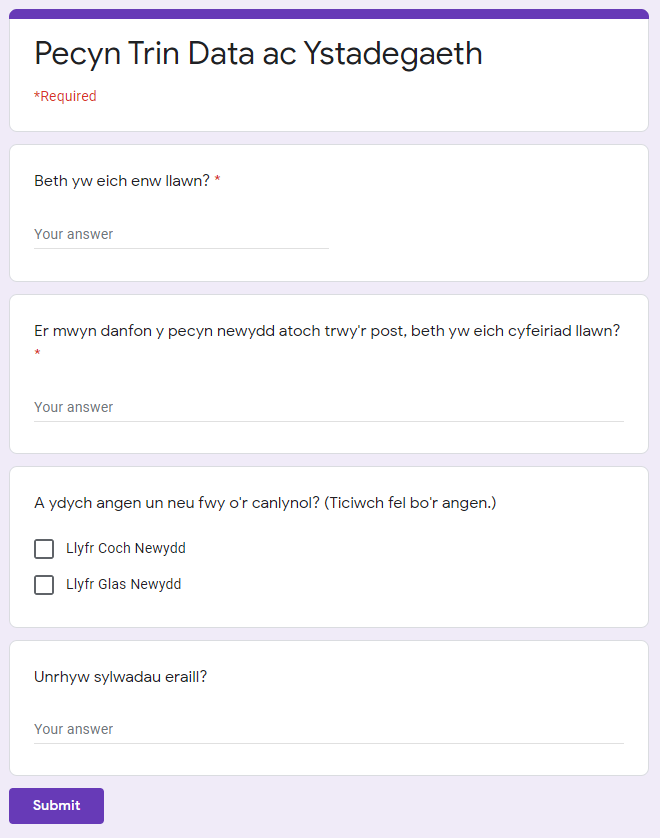 Pecyn Trin Data ac Ystadegaeth
*Required
Beth yw eich enw llawn? *
Your answer
Er mwyn danfon y pecyn newydd atoch trwy'r post, beth yw eich cyfeiriad llawn?
*
Your answer
A ydych angen un neu fwy o'r canlynol? (Ticiwch fel bo'r angen.)
Llyfr Coch Newydd
Llyfr Glas Newydd
Unrhyw sylwadau eraill?
Your answer
Submit